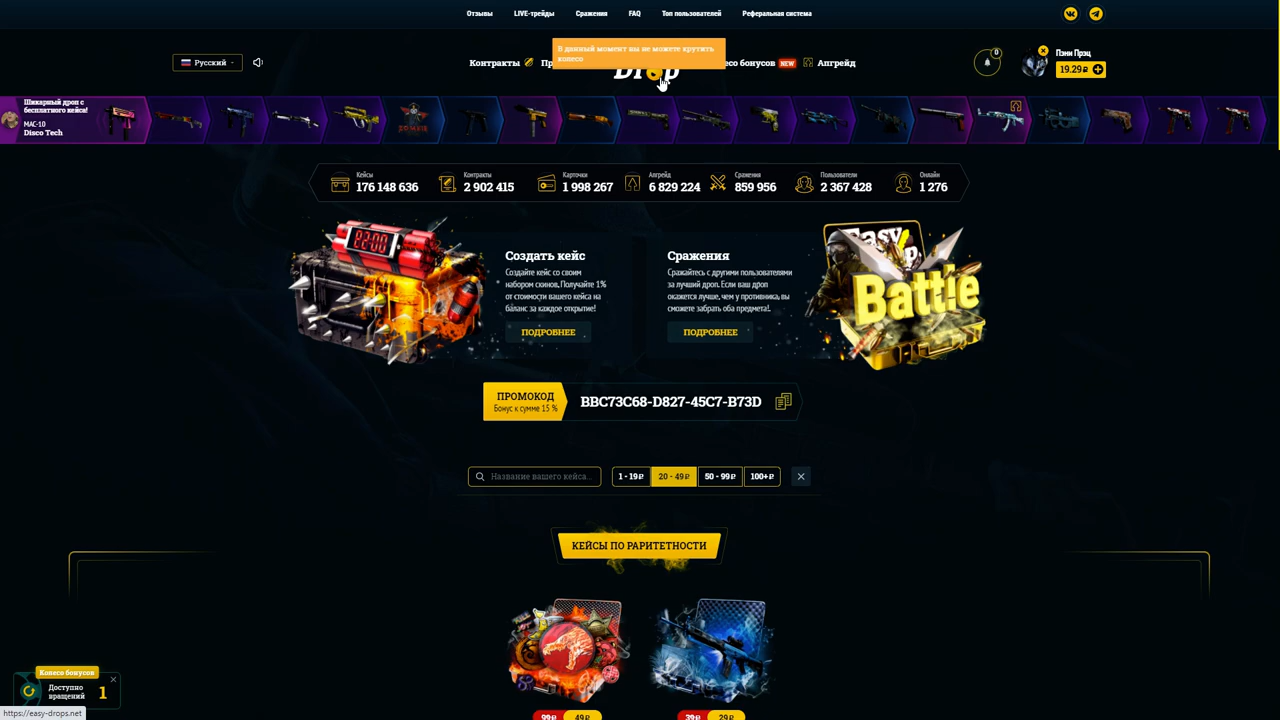 Отзывы LIVE-трейды Сражения FAQ Топ пользователей Реферальная система
В данный момент вы не можете крутить
колесо
Русский
Контракты
бонусов NEW
Апгрейд
0
Пэни Прэц
19.29₽
Шикарный дроп с
бесплатного кейса!
MAC-10
Disco Tech
Кейсы
176 148 636
Контракты
2 902 415
Карточки
1 998 267
Апгрейд
6 829 224
Сражения
859 956
Пользователи
2 367 428
Онлайн
1 276
Создать кейс
Создайте кейс со своим
набором скинов. Получайте 1%
от стоимости вашего кейса на
баланс за каждое открытие!
ПОДРОБНЕЕ
Сражения
Сражайтесь с другими пользователями
за лучший дроп. Если ваш дроп
окажется лучше, чем у противника, вы
сможете забрать оба предмета!.
ПОДРОБНЕЕ
Battle
ПРОМОКОД
Бонус к сумме 15 %
BBC73C68-D827-45C7-B73D
Название вашего кейса...
1 - 19₽ 20 - 49₽ 50 - 99₽ 100+₽
КЕЙСЫ ПО РАРИТЕТНОСТИ
99₽ 49₽
39₽ 29₽
Колесо бонусов
Доступно
вращений
1
https://easy-drops.net